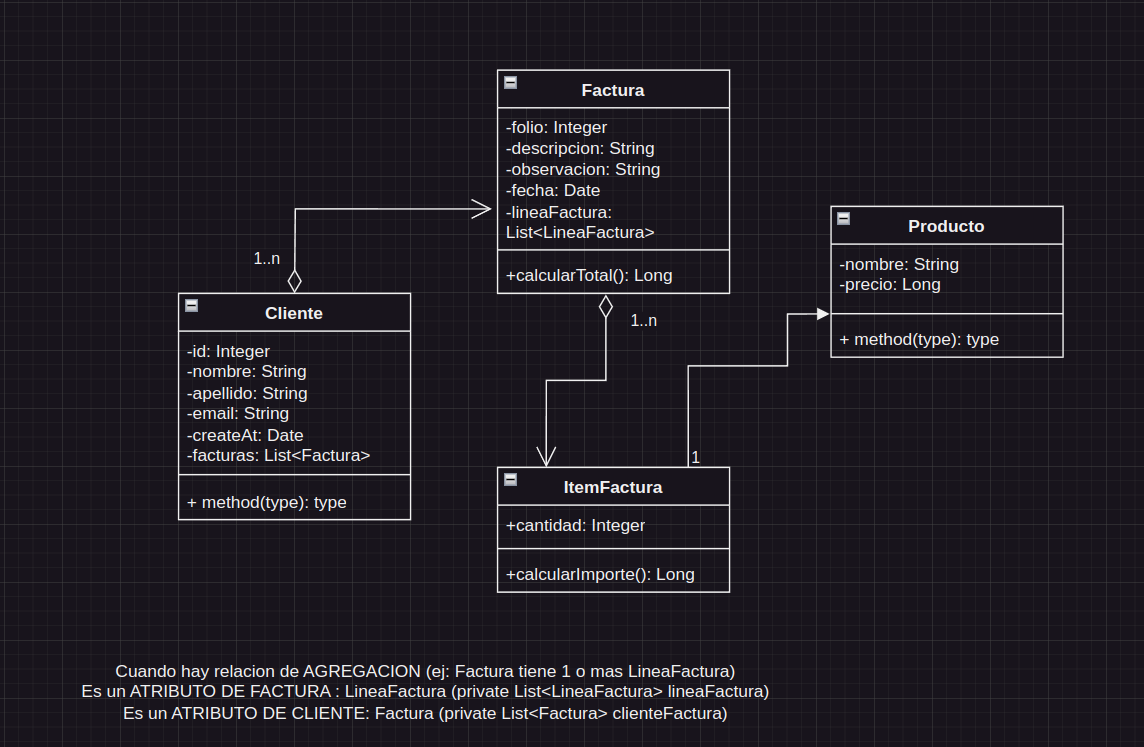 Factura
-folio: Integer
-descripcion: String
-observacion: String
-fecha: Date
-lineaFactura:
List<LineaFactura>
+calcularTotal(): Long
1..n
Cliente
-id: Integer
-nombre: String
-apellido: String
-email: String
-createAt: Date
-facturas: List<Factura>
+ method(type): type
1..n
Producto
-nombre: String
-precio: Long
+ method(type): type
1
ItemFactura
+cantidad: Integer
+calcularImporte(): Long
Cuando hay relacion de AGREGACION (ej: Factura tiene 1 o mas LineaFactura)
Es un ATRIBUTO DE FACTURA : LineaFactura (private List<LineaFactura> lineaFactura)
Es un ATRIBUTO DE CLIENTE: Factura (private List<Factura> clienteFactura)